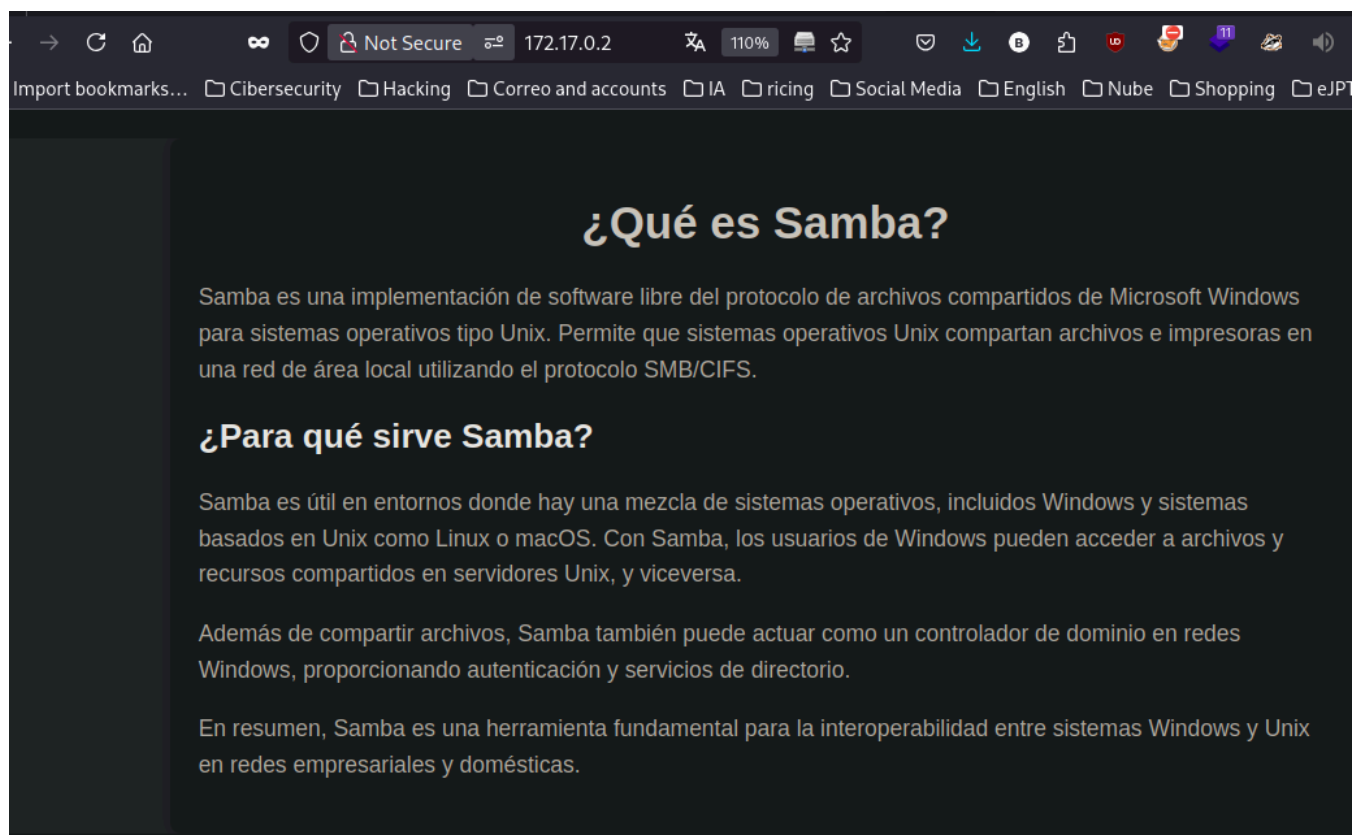 Not Secure 172.17.0.2 110% 11
Import bookmarks... Cibersecurity Hacking Correo and accounts IA ricing Social Media English Nube Shopping eJPT
¿Qué es Samba?
Samba es una implementación de software libre del protocolo de archivos compartidos de Microsoft Windows
para sistemas operativos tipo Unix. Permite que sistemas operativos Unix compartan archivos e impresoras en
una red de área local utilizando el protocolo SMB/CIFS.
¿Para qué sirve Samba?
Samba es útil en entornos donde hay una mezcla de sistemas operativos, incluidos Windows y sistemas
basados en Unix como Linux o macOS. Con Samba, los usuarios de Windows pueden acceder a archivos y
recursos compartidos en servidores Unix, y viceversa.
Además de compartir archivos, Samba también puede actuar como un controlador de dominio en redes
Windows, proporcionando autenticación y servicios de directorio.
En resumen, Samba es una herramienta fundamental para la interoperabilidad entre sistemas Windows y Unix
en redes empresariales y domésticas.